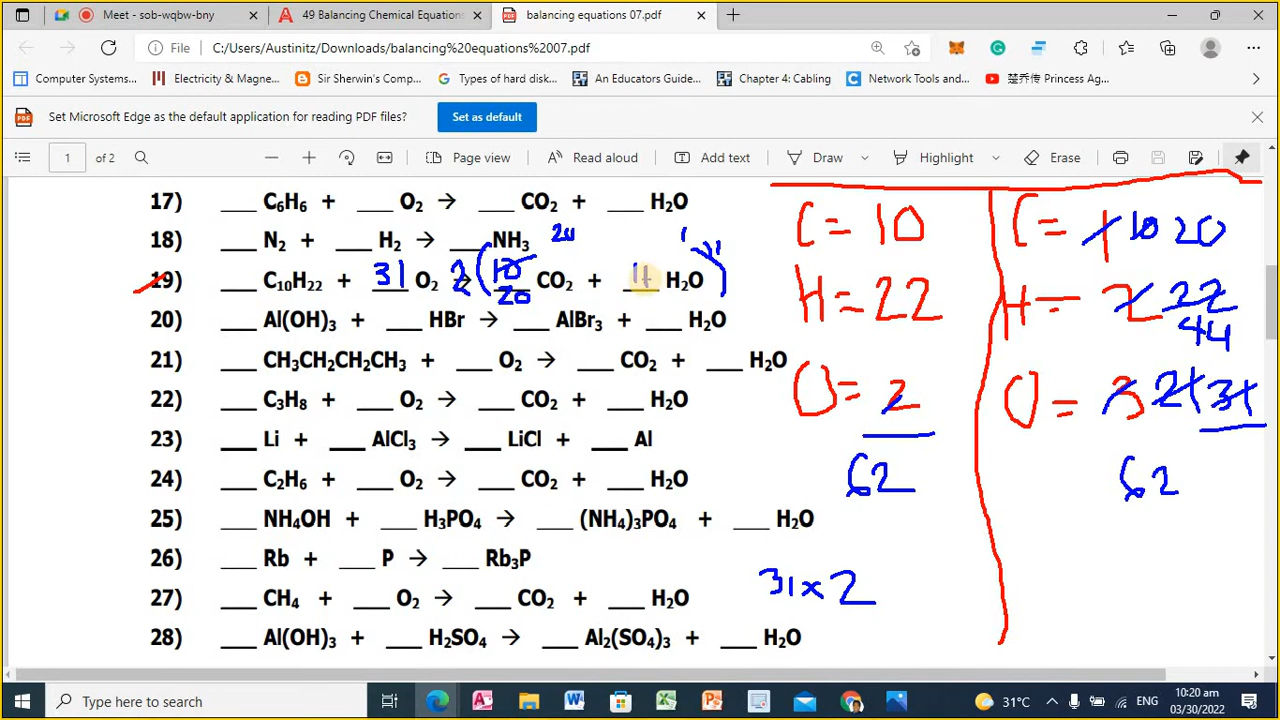 Meet - sob-wqbw-bny
49 Balancing Chemical Equations
balancing equations 07.pdf
File C:/Users/Austinitz/Downloads/balancing%20equations%2007.pdf
Computer Systems... Electricity & Magne... Sir Sherwin's Comp... Types of hard disk... An Educators Guide... Chapter 4: Cabling Network Tools and... 楚乔传 Princess Ag...
Set Microsoft Edge as the default application for reading PDF files? Set as default
1 of 2 Page view Read aloud Add text Draw Highlight Erase
17) ___ C₆H₆ + ___ O₂ → ___ CO₂ + ___ H₂O
18) ___ N₂ + ___ H₂ → ___ NH₃
20
19) ___ C₁₀H₂₂ + 31 O₂ → 2 ( 10 CO₂ + 11 H₂O )
20
20) ___ Al(OH)₃ + ___ HBr → ___ AlBr₃ + ___ H₂O
21) ___ CH₃CH₂CH₂CH₃ + ___ O₂ → ___ CO₂ + ___ H₂O
22) ___ C₃H₈ + ___ O₂ → ___ CO₂ + ___ H₂O
23) ___ Li + ___ AlCl₃ → ___ LiCl + ___ Al
24) ___ C₂H₆ + ___ O₂ → ___ CO₂ + ___ H₂O
25) ___ NH₄OH + ___ H₃PO₄ → ___ (NH₄)₃PO₄ + ___ H₂O
26) ___ Rb + ___ P → ___ Rb₃P
27) ___ CH₄ + ___ O₂ → ___ CO₂ + ___ H₂O
28) ___ Al(OH)₃ + ___ H₂SO₄ → ___ Al₂(SO₄)₃ + ___ H₂O
C = 10
H = 22
O = 2
62
C = 1 10 20
H = 2 22
44
O = 3 21 31
62
31 x 2
Type here to search
31°C
ENG
10:20 am
03/30/2022